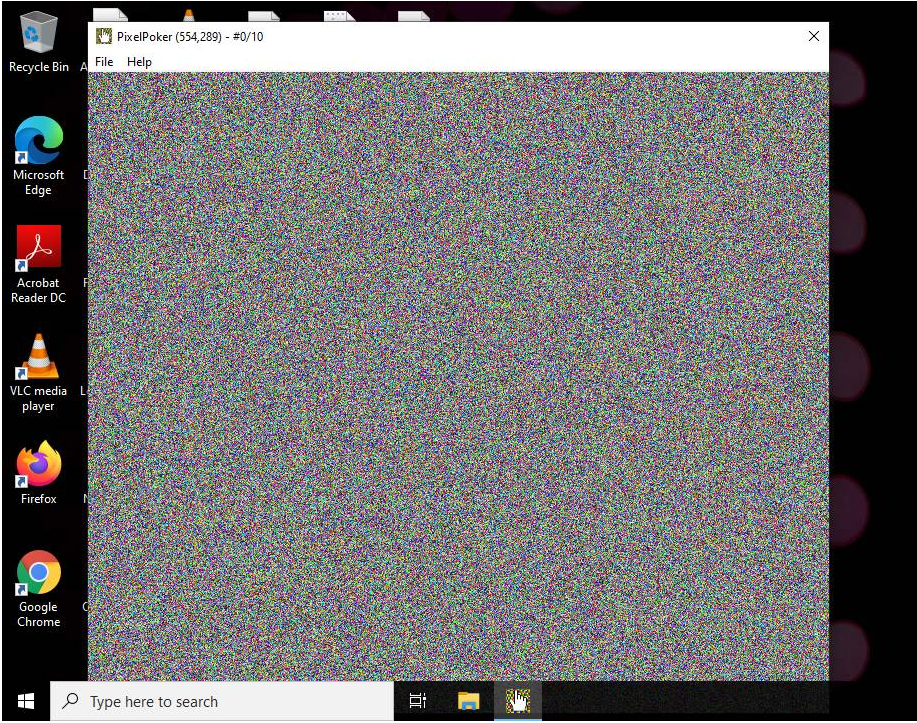 PixelPoker (554,289) - #0/10
File Help
Recycle Bin
A
Microsoft
Edge
D
Acrobat
Reader DC
F
VLC media
player
L
Firefox
N
Google
Chrome
Type here to search